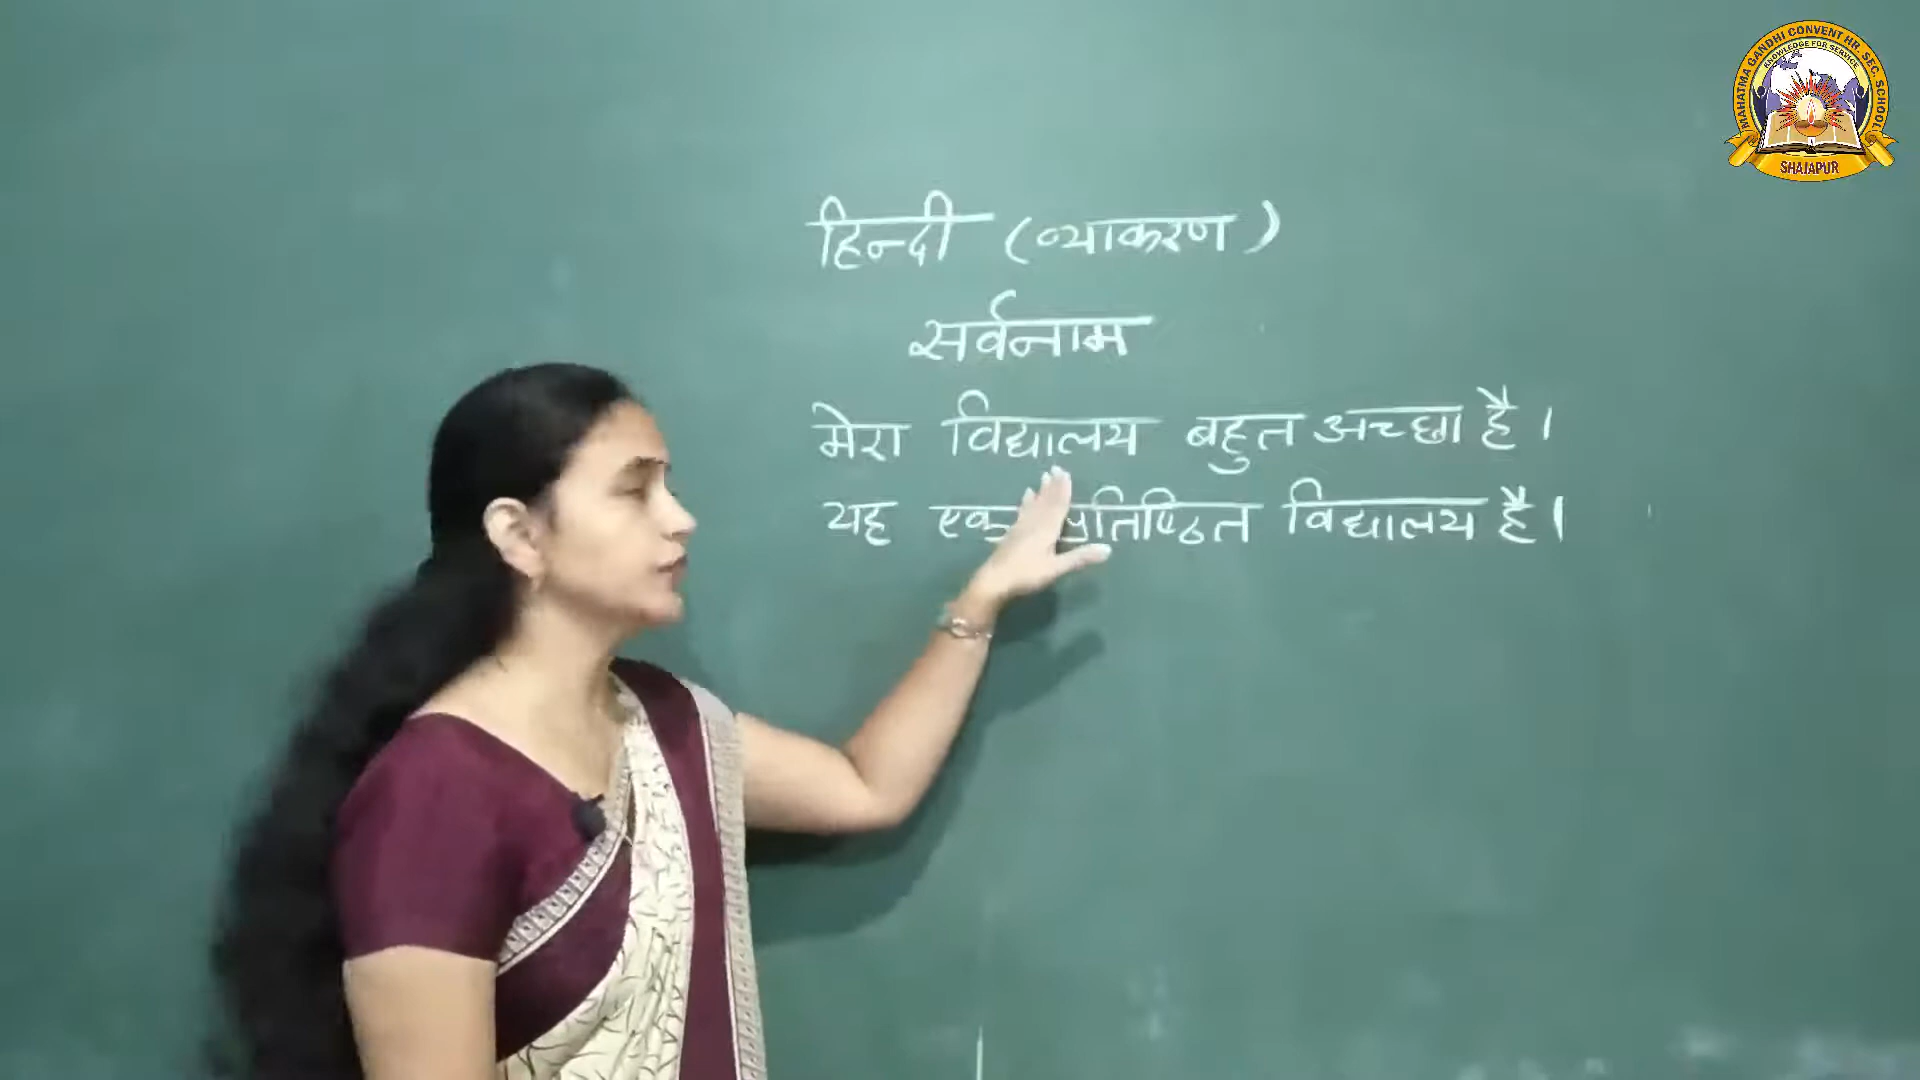 MAHATMA GANDHI CONVENT HR. SEC. SCHOOL
KNOWLEDGE FOR SERVICE
SHAJAPUR
हिन्दी (व्याकरण)
सर्वनाम
मेरा विद्यालय बहुत अच्छा है।
यह एक प्रतिष्ठित विद्यालय है।